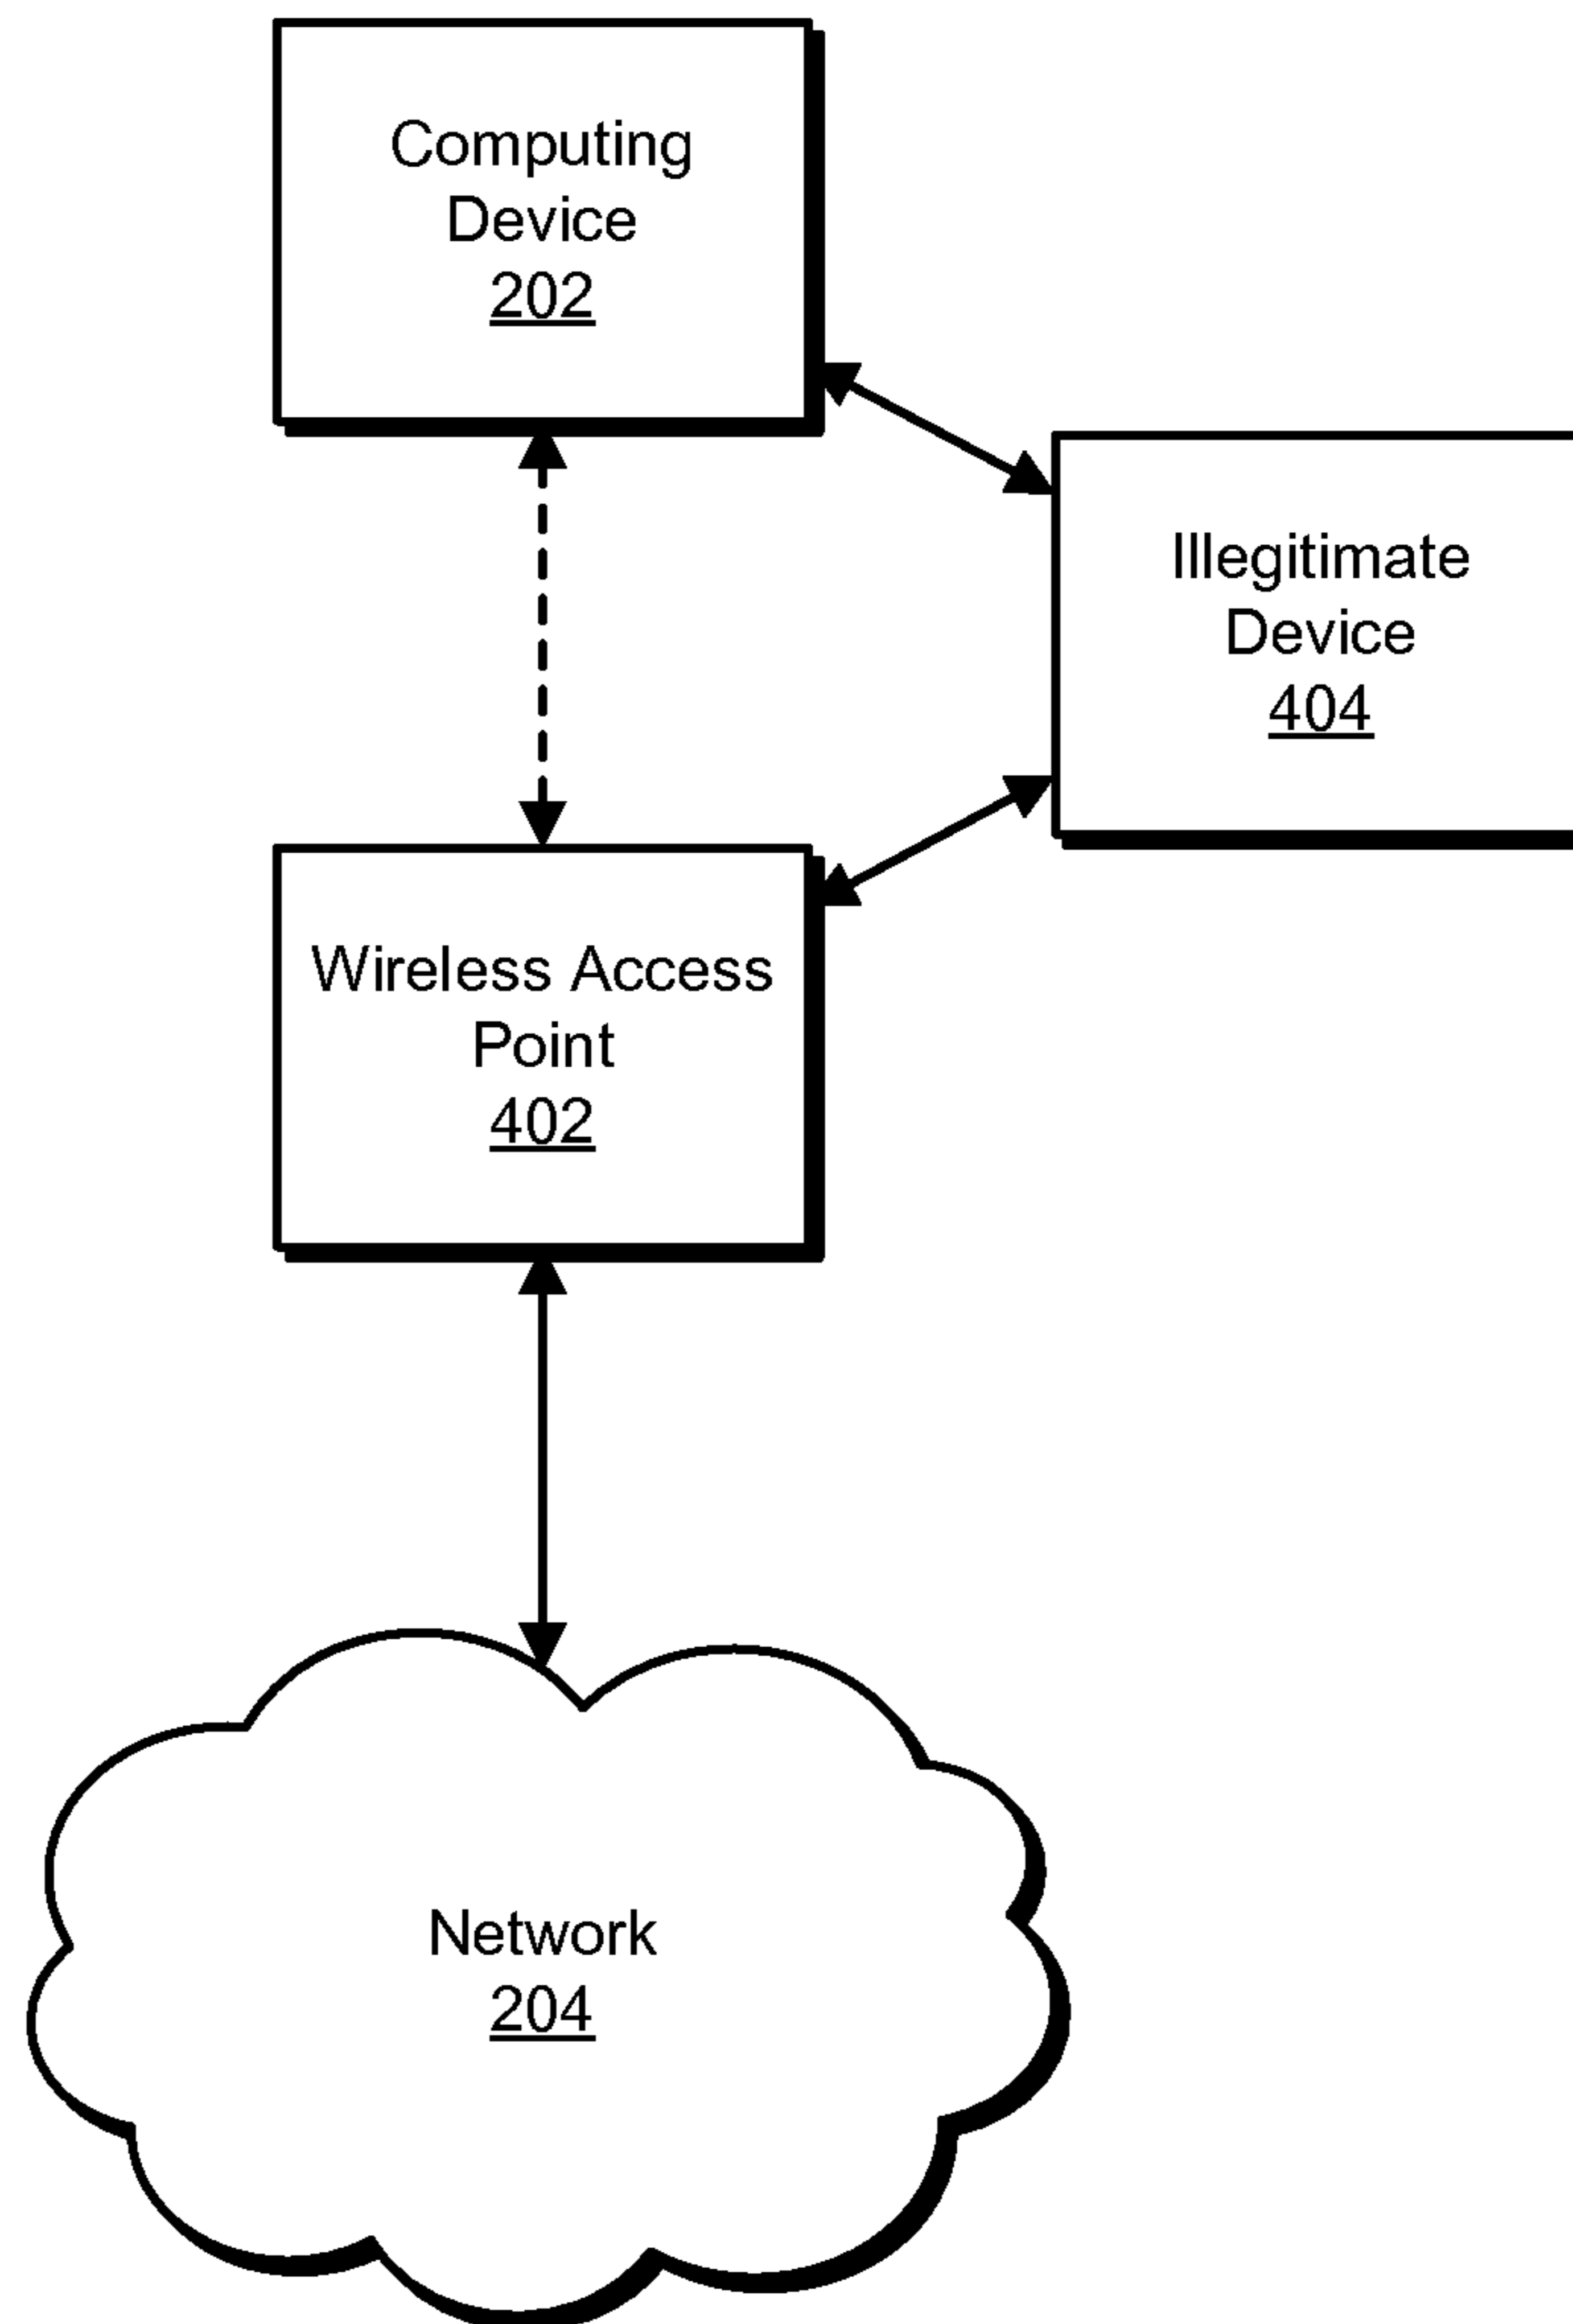 Computing
Device
202
Illegitimate
Device
404
Wireless Access
Point
402
Network
204